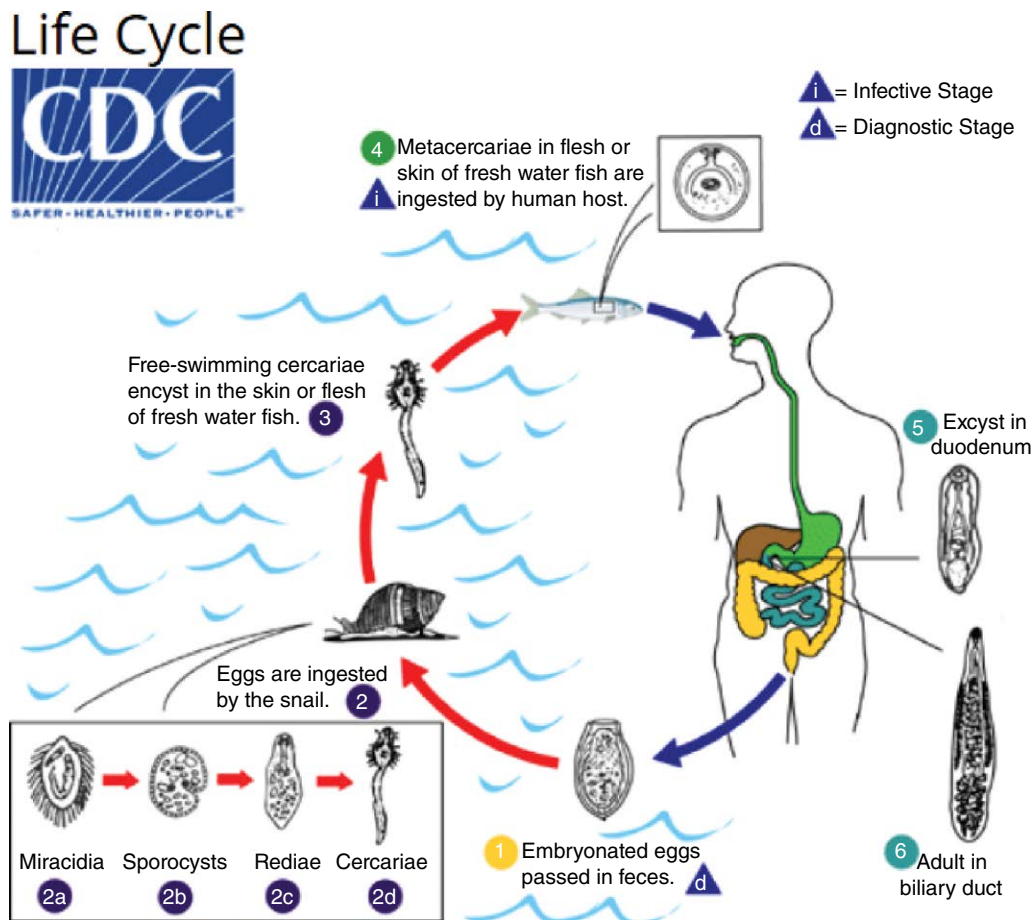 Life Cycle
CDC
SAFER·HEALTHIER·PEOPLE™
i = Infective Stage
d = Diagnostic Stage
4 Metacercariae in flesh or
skin of fresh water fish are
i ingested by human host.
Free-swimming cercariae
encyst in the skin or flesh
of fresh water fish. 3
5 Excyst in
duodenum
Eggs are ingested
by the snail. 2
Miracidia Sporocysts Rediae Cercariae
2a 2b 2c 2d
1 Embryonated eggs
passed in feces. d
6 Adult in
biliary duct